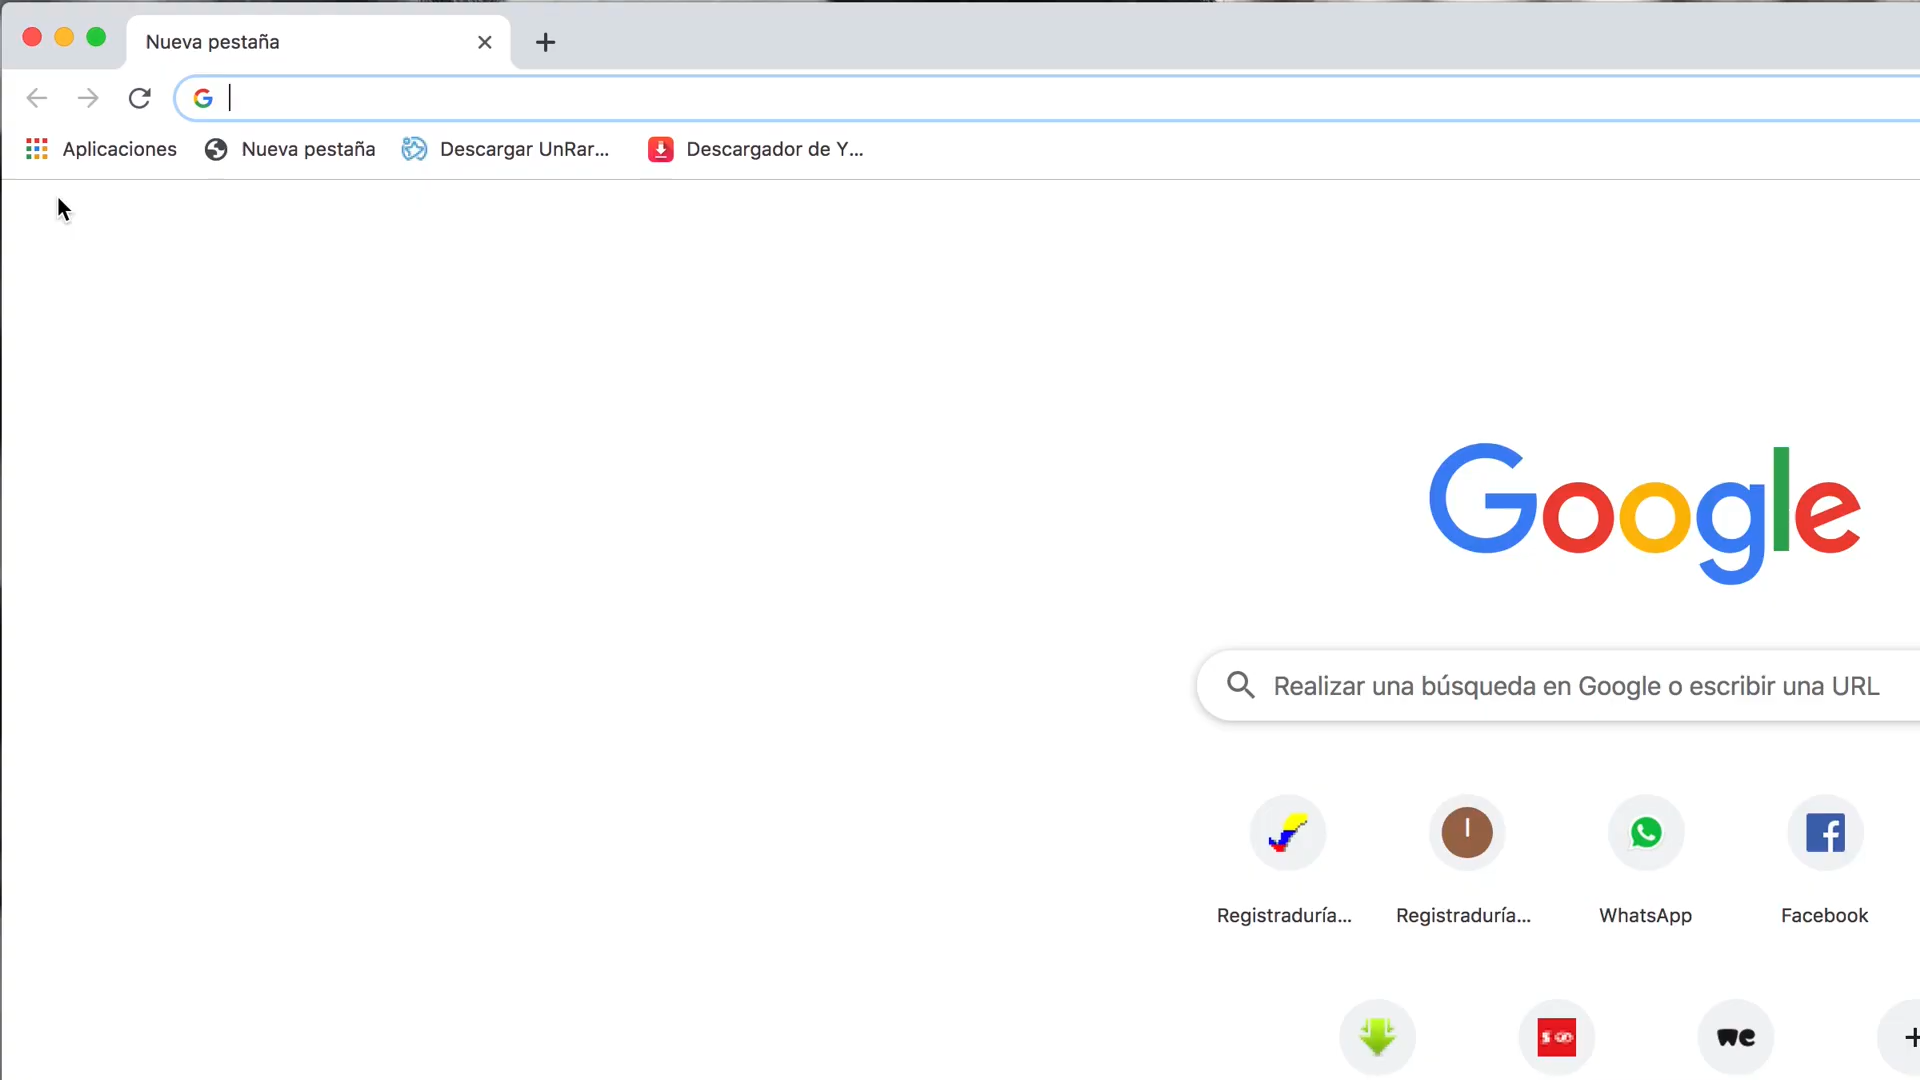 Nueva pestaña
Aplicaciones Nueva pestaña Descargar UnRar... Descargador de Y...
Google
Realizar una búsqueda en Google o escribir una URL
Registraduría... Registraduría... WhatsApp Facebook
we